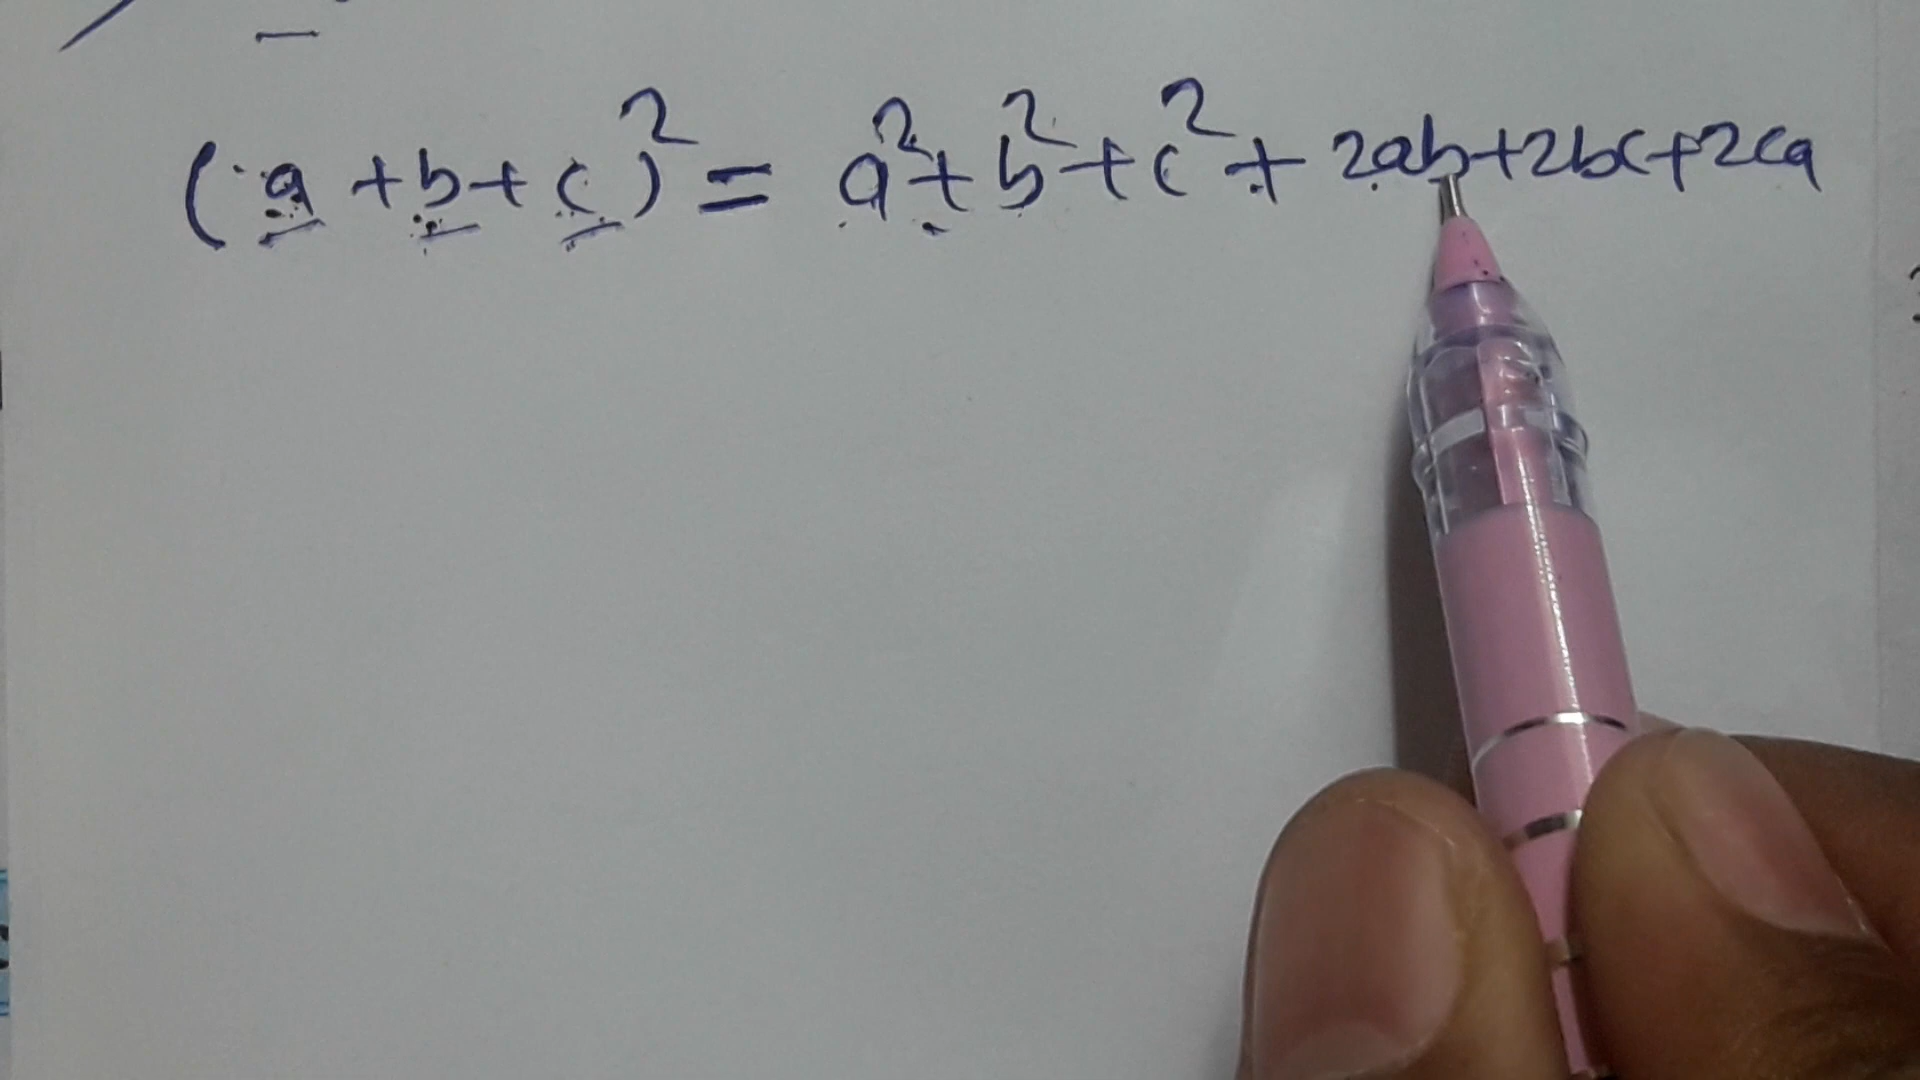 (a + b + c)² = a² + b² + c² + 2ab + 2bc + 2ca